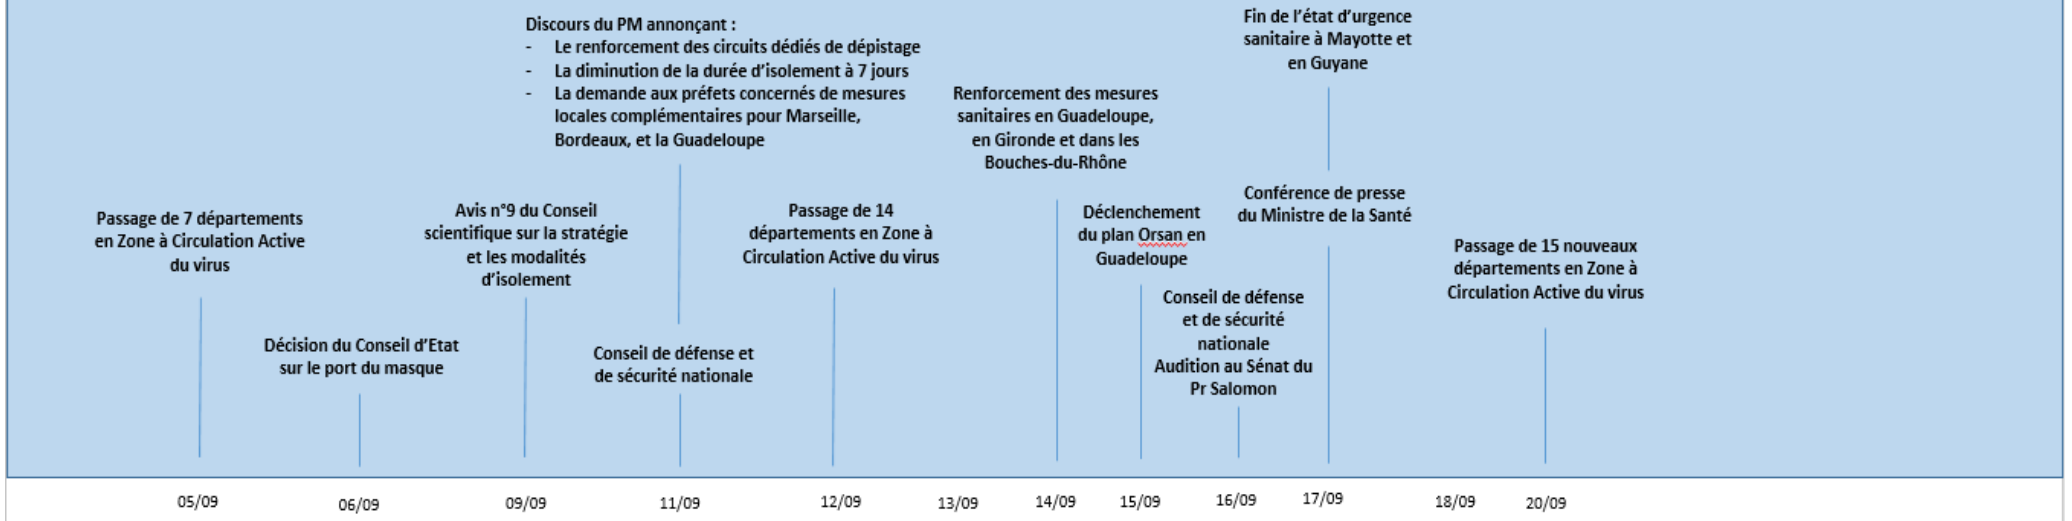 Passage de 7 départements
en Zone à Circulation Active
du virus
Décision du Conseil d’Etat
sur le port du masque
Avis n°9 du Conseil
scientifique sur la stratégie
et les modalités
d’isolement
Discours du PM annonçant :
- Le renforcement des circuits dédiés de dépistage
- La diminution de la durée d’isolement à 7 jours
- La demande aux préfets concernés de mesures
locales complémentaires pour Marseille,
Bordeaux, et la Guadeloupe
Conseil de défense et
de sécurité nationale
Passage de 14
départements en Zone à
Circulation Active du virus
Renforcement des mesures
sanitaires en Guadeloupe,
en Gironde et dans les
Bouches-du-Rhône
Déclenchement
du plan Orsan en
Guadeloupe
Conseil de défense
et de sécurité
nationale
Audition au Sénat du
Pr Salomon
Fin de l’état d’urgence
sanitaire à Mayotte et
en Guyane
Conférence de presse
du Ministre de la Santé
Passage de 15 nouveaux
départements en Zone à
Circulation Active du virus
05/09
06/09
09/09
11/09
12/09
13/09
14/09
15/09
16/09
17/09
18/09
20/09